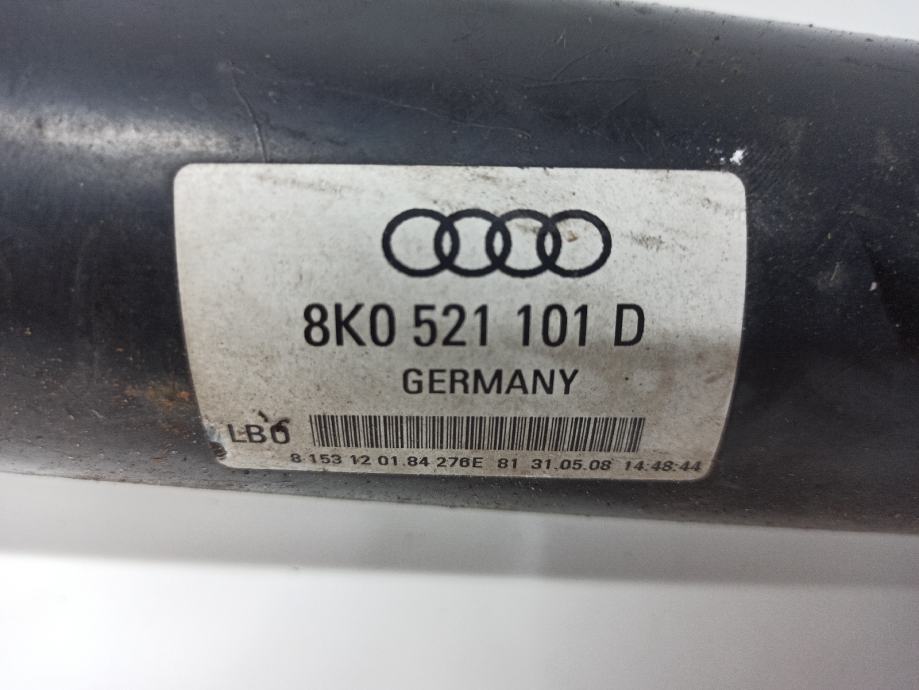 8K0 521 101 D
GERMANY
LB0
8 153 12 01.84 276E 81 31.05.08 14:48:44